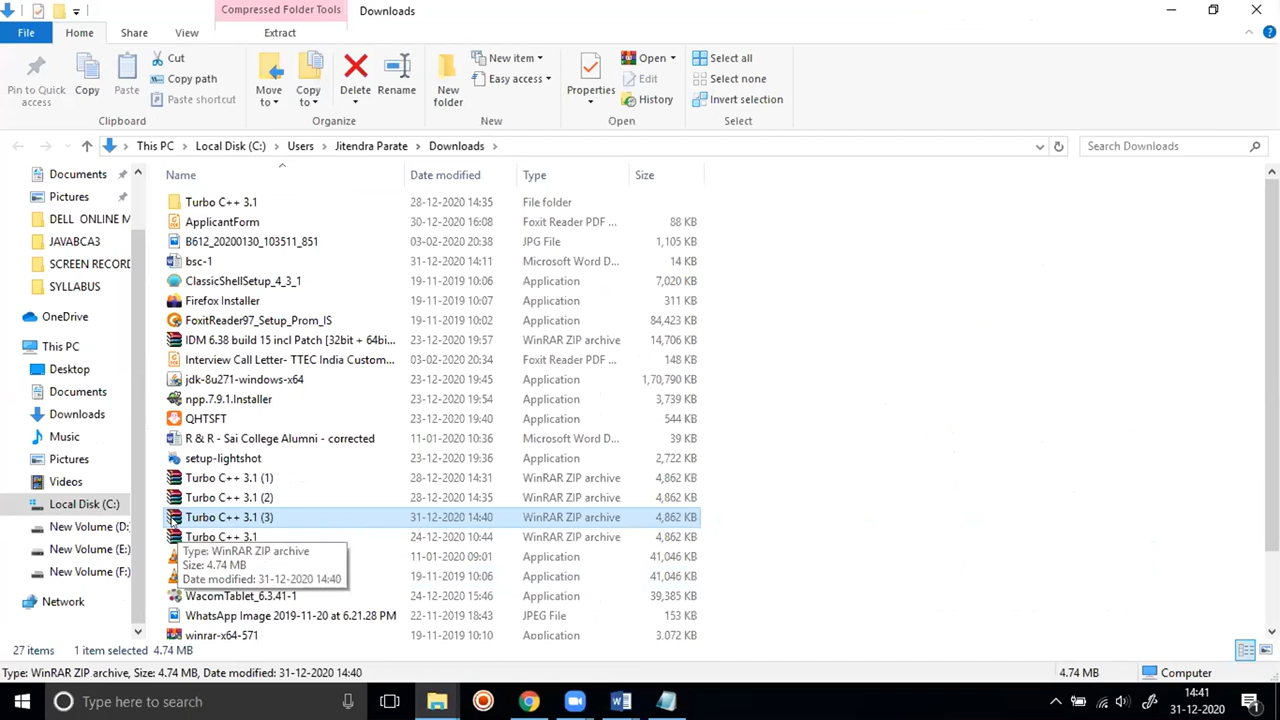 Compressed Folder Tools
Downloads
File
Home
Share
View
Extract
Pin to Quick access
Copy
Paste
Cut
Copy path
Paste shortcut
Clipboard
Move to
Copy to
Delete
Rename
Organize
New folder
New item
Easy access
New
Properties
Open
Edit
History
Open
Select all
Select none
Invert selection
Select
This PC > Local Disk (C:) > Users > Jitendra Parate > Downloads >
Search Downloads
Documents
Pictures
DELL ONLINE M
JAVABCA3
SCREEN RECORD
SYLLABUS
OneDrive
This PC
Desktop
Documents
Downloads
Music
Pictures
Videos
Local Disk (C:)
New Volume (D:
New Volume (E:)
New Volume (F:)
Network
Name Date modified Type Size
Turbo C++ 3.1 28-12-2020 14:35 File folder
ApplicantForm 30-12-2020 16:08 Foxit Reader PDF ... 88 KB
B612_20200130_103511_851 03-02-2020 20:38 JPG File 1,105 KB
bsc-1 31-12-2020 14:11 Microsoft Word D... 14 KB
ClassicShellSetup_4_3_1 19-11-2019 10:06 Application 7,020 KB
Firefox Installer 19-11-2019 10:07 Application 311 KB
FoxitReader97_Setup_Prom_IS 19-11-2019 10:02 Application 84,423 KB
IDM 6.38 build 15 incl Patch [32bit + 64bi... 23-12-2020 19:57 WinRAR archive 14,706 KB
Interview Call Letter- TTEC India Custom... 03-02-2020 20:34 Foxit Reader PDF ... 148 KB
jdk-8u271-windows-x64 23-12-2020 19:45 Application 1,70,790 KB
npp.7.9.1.Installer 23-12-2020 19:54 Application 3,739 KB
QHTSFT 23-12-2020 19:40 Application 544 KB
R & R - Sai College Alumni - corrected 11-01-2020 10:36 Microsoft Word D... 39 KB
setup-lightshot 23-12-2020 19:36 Application 2,722 KB
Turbo C++ 3.1 (1) 28-12-2020 14:31 WinRAR ZIP archive 4,862 KB
Turbo C++ 3.1 (2) 28-12-2020 14:35 WinRAR ZIP archive 4,862 KB
Turbo C++ 3.1 (3) 31-12-2020 14:40 WinRAR ZIP archive 4,862 KB
Turbo C++ 3.1 24-12-2020 10:44 WinRAR ZIP archive 4,862 KB
11-01-2020 09:01 Application 41,046 KB
19-11-2019 10:06 Application 41,046 KB
WacomTablet_6.3.41-1 Application 39,385 KB
WhatsApp Image 2019-11-20 at 6.21.28 PM 22-11-2019 18:43 JPEG File 153 KB
winrar-x64-571 19-11-2019 10:10 Application 3.072 KB
Type: WinRAR ZIP archive
Size: 4.74 MB
Date modified: 31-12-2020 14:40
27 items 1 item selected 4.74 MB
Type: WinRAR ZIP archive, Size: 4.74 MB, Date modified: 31-12-2020 14:40
4.74 MB
Computer
Type here to search
14:41
31-12-2020